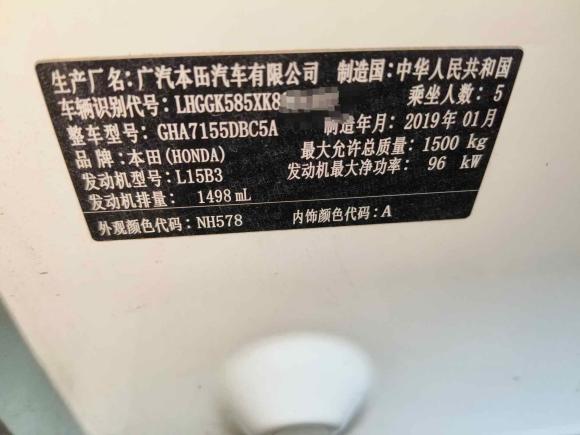 生产厂名:广汽本田汽车有限公司 制造国:中华人民共和国
车辆识别代号:LHGGK585XK8 乘坐人数:5
整车型号:GHA7155DBC5A 制造年月:2019年01月
品牌:本田(HONDA) 最大允许总质量:1500 kg
发动机型号:L15B3 发动机最大净功率: 96 kW
发动机排量: 1498 mL
外观颜色代码:NH578 内饰颜色代码:A